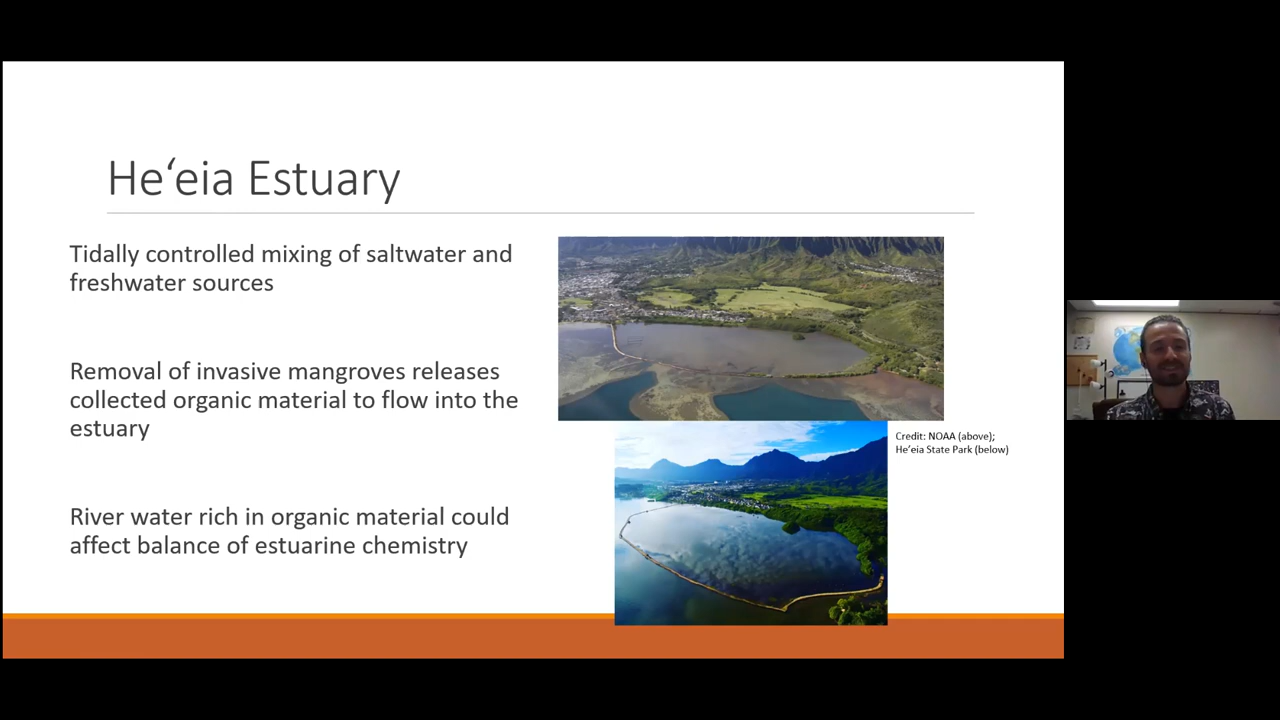 Heʻeia Estuary
Tidally controlled mixing of saltwater and
freshwater sources
Removal of invasive mangroves releases
collected organic material to flow into the
estuary
River water rich in organic material could
affect balance of estuarine chemistry
Credit: NOAA (above);
Heʻeia State Park (below)